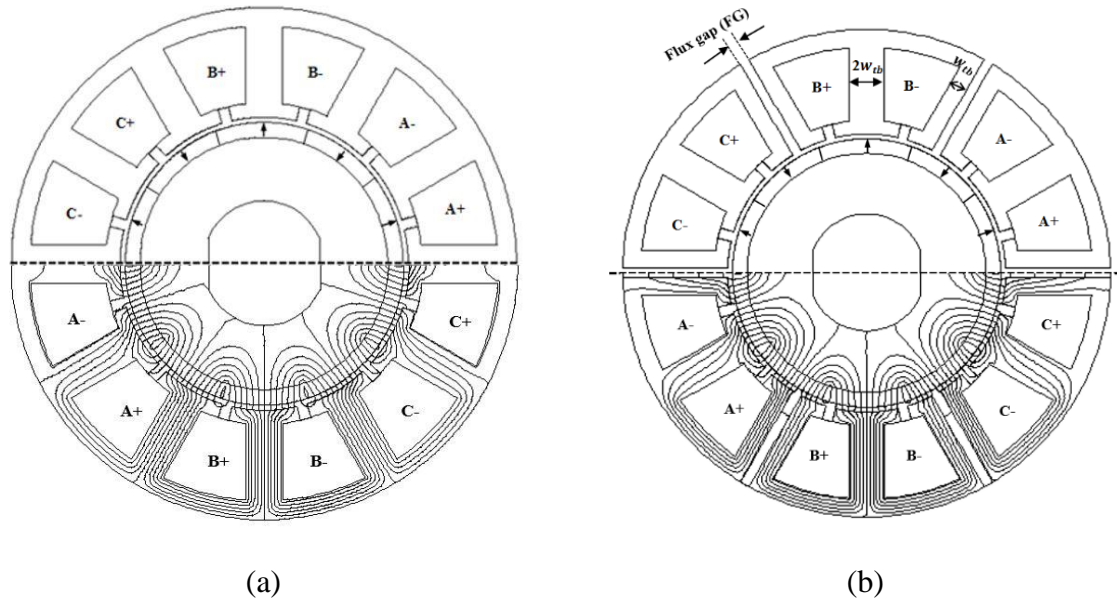 (a)
B+
B-
C+
A-
C-
A+
A-
C+
A+
C-
B+
B-
(b)
Flux gap (FG)
2w_tb
w_tb
B+
B-
C+
A-
C-
A+
A-
C+
A+
C-
B+
B-
(a)
(b)